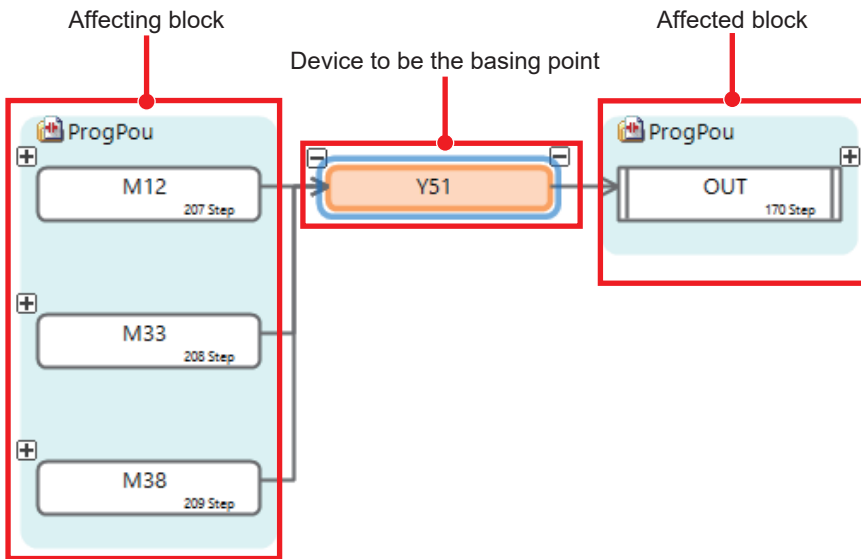 Affecting block
Affected block
Device to be the basing point
ProgPou
M12
207 Step
M33
208 Step
M38
209 Step
Y51
ProgPou
OUT
170 Step